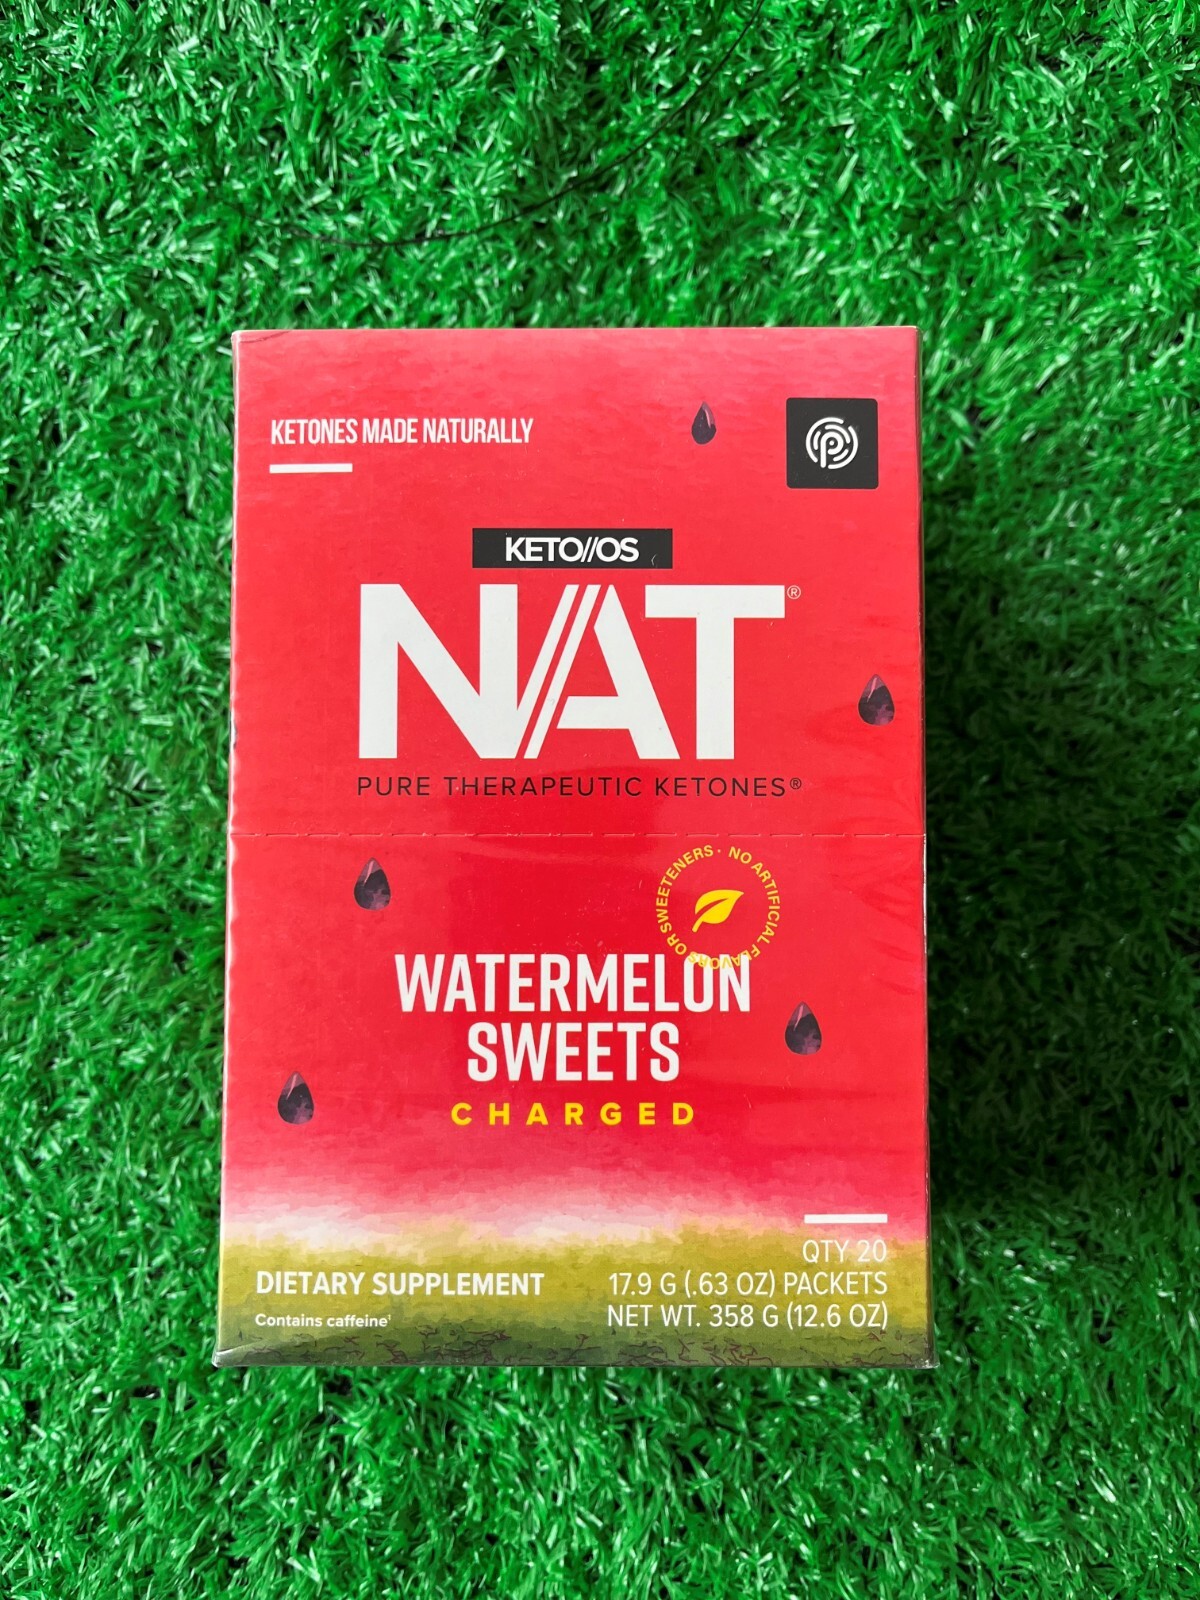 KETONES MADE NATURALLY
KETO//OS
NAT®
PURE THERAPEUTIC KETONES®
NO ARTIFICIAL FLAVORS OR SWEETENERS ·
WATERMELON
SWEETS
CHARGED
QTY 20
DIETARY SUPPLEMENT 17.9 G (.63 OZ) PACKETS
Contains caffeine¹ NET WT. 358 G (12.6 OZ)